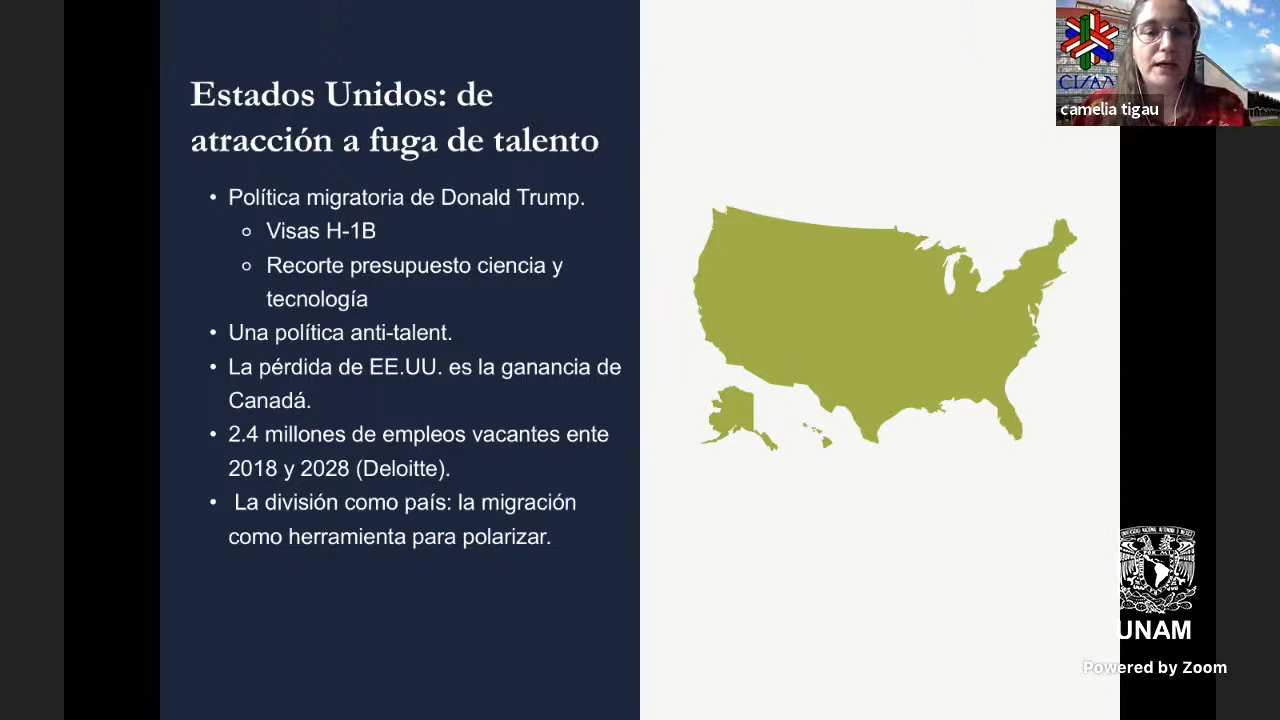 Estados Unidos: de
atracción a fuga de talento
• Política migratoria de Donald Trump.
○ Visas H-1B
○ Recorte presupuesto ciencia y
tecnología
• Una política anti-talent.
• La pérdida de EE.UU. es la ganancia de
Canadá.
• 2.4 millones de empleos vacantes ente
2018 y 2028 (Deloitte).
• La división como país: la migración
como herramienta para polarizar.
camelia tigau
UNAM
Powered by Zoom